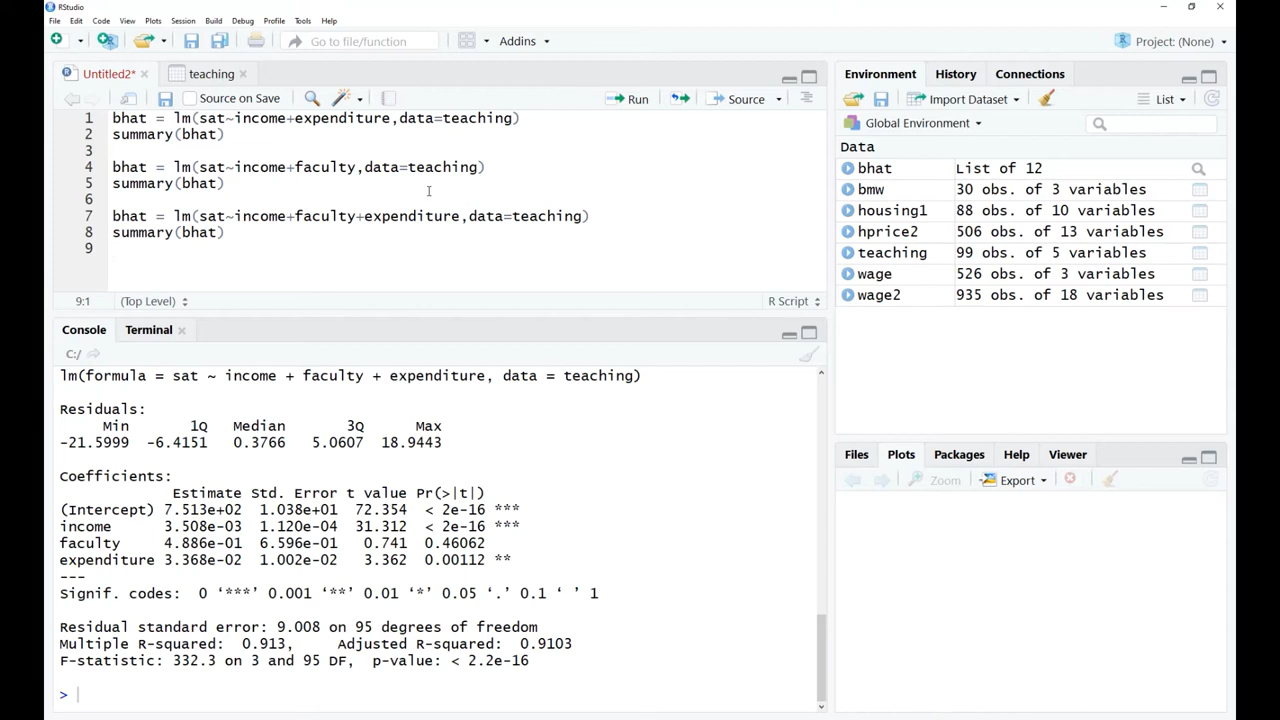 RStudio
File Edit Code View Plots Session Build Debug Profile Tools Help
Go to file/function Addins Project: (None)
Untitled2* teaching
Source on Save Run Source
1 bhat = lm(sat~income+expenditure,data=teaching)
2 summary(bhat)
3
4 bhat = lm(sat~income+faculty,data=teaching)
5 summary(bhat)
6
7 bhat = lm(sat~income+faculty+expenditure,data=teaching)
8 summary(bhat)
9
9:1 (Top Level) R Script
Console Terminal
C:/
lm(formula = sat ~ income + faculty + expenditure, data = teaching)
Residuals:
Min 1Q Median 3Q Max
-21.5999 -6.4151 0.3766 5.0607 18.9443
Coefficients:
Estimate Std. Error t value Pr(>|t|)
(Intercept) 7.513e+02 1.038e+01 72.354 < 2e-16 ***
income 3.508e-03 1.120e-04 31.312 < 2e-16 ***
faculty 4.886e-01 6.596e-01 0.741 0.46062
expenditure 3.368e-02 1.002e-02 3.362 0.00112 **
---
Signif. codes: 0 ‘***’ 0.001 ‘**’ 0.01 ‘*’ 0.05 ‘.’ 0.1 ‘ ’ 1
Residual standard error: 9.008 on 95 degrees of freedom
Multiple R-squared: 0.913, Adjusted R-squared: 0.9103
F-statistic: 332.3 on 3 and 95 DF, p-value: < 2.2e-16
>
Environment History Connections
Import Dataset List
Global Environment
Data
bhat List of 12
bmw 30 obs. of 3 variables
housing1 88 obs. of 10 variables
hprice2 506 obs. of 13 variables
teaching 99 obs. of 5 variables
wage 526 obs. of 3 variables
wage2 935 obs. of 18 variables
Files Plots Packages Help Viewer
Zoom Export